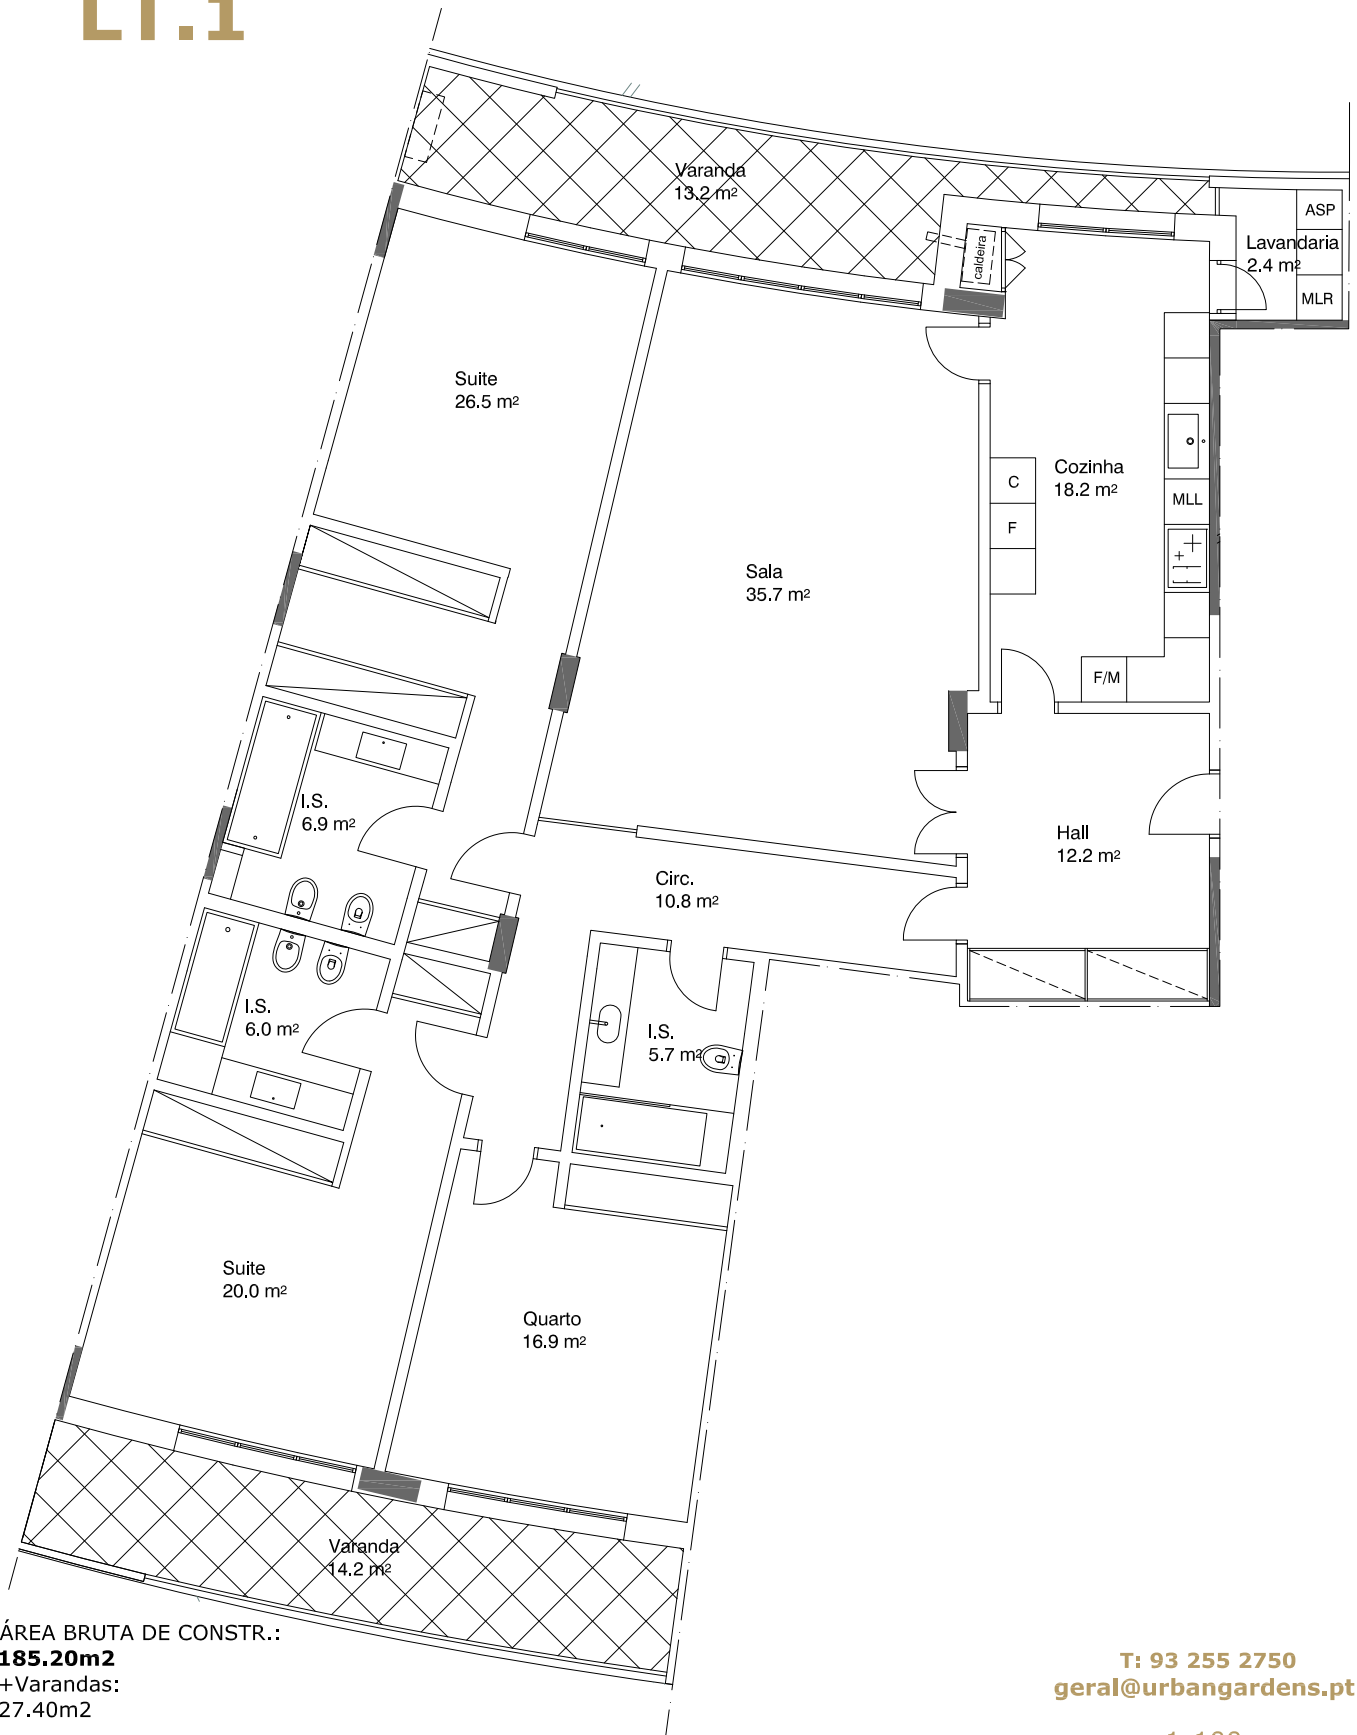 LT.1
Varanda
13.2 m²
ASP
Lavandaria
2.4 m²
MLR
caldeira
Suite
26.5 m²
Cozinha
18.2 m²
C
F
MLL
Sala
35.7 m²
F/M
I.S.
6.9 m²
Hall
12.2 m²
Circ.
10.8 m²
I.S.
6.0 m²
I.S.
5.7 m²
Suite
20.0 m²
Quarto
16.9 m²
Varanda
14.2 m²
ÁREA BRUTA DE CONSTR.:
185.20m2
+Varandas:
27.40m2
T: 93 255 2750
geral@urbangardens.pt